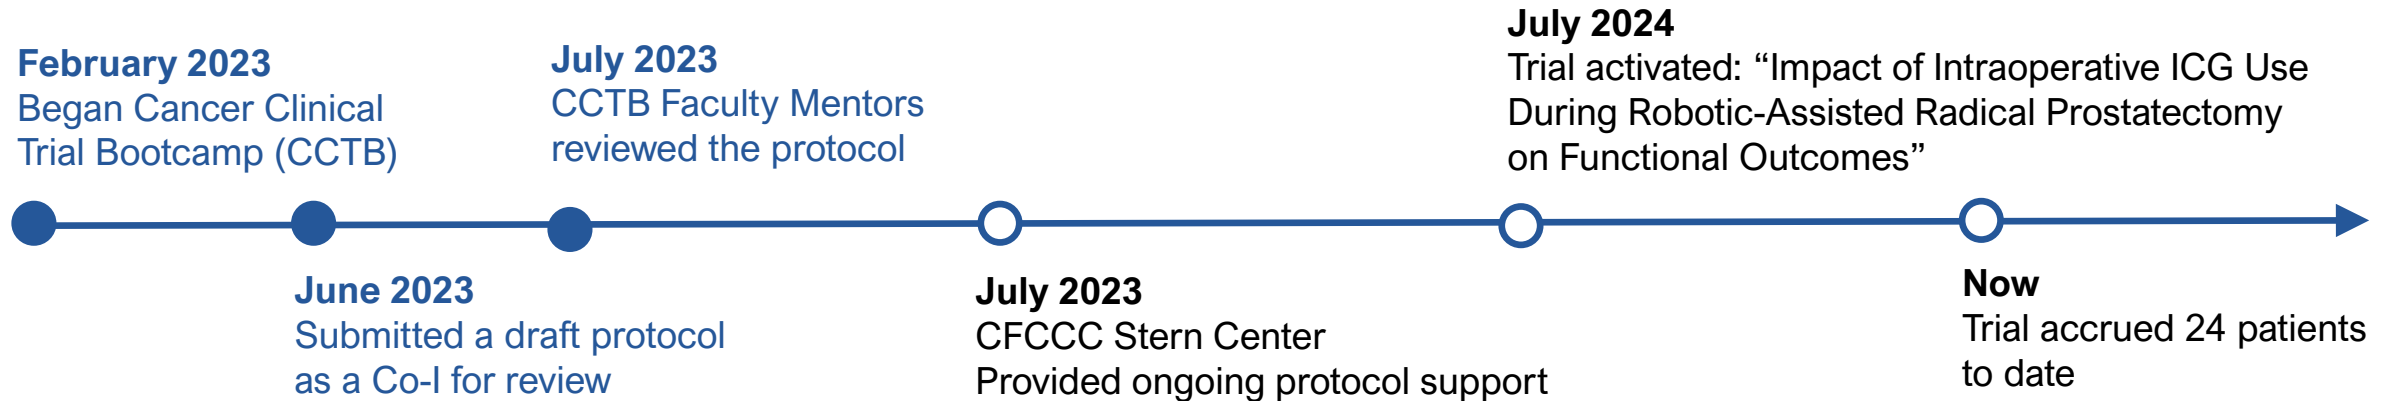 February 2023
Began Cancer Clinical
Trial Bootcamp (CCTB)
June 2023
Submitted a draft protocol
as a Co-I for review
July 2023
CCTB Faculty Mentors
reviewed the protocol
July 2023
CFCCC Stern Center
Provided ongoing protocol support
July 2024
Trial activated: “Impact of Intraoperative ICG Use
During Robotic-Assisted Radical Prostatectomy
on Functional Outcomes”
Now
Trial accrued 24 patients
to date